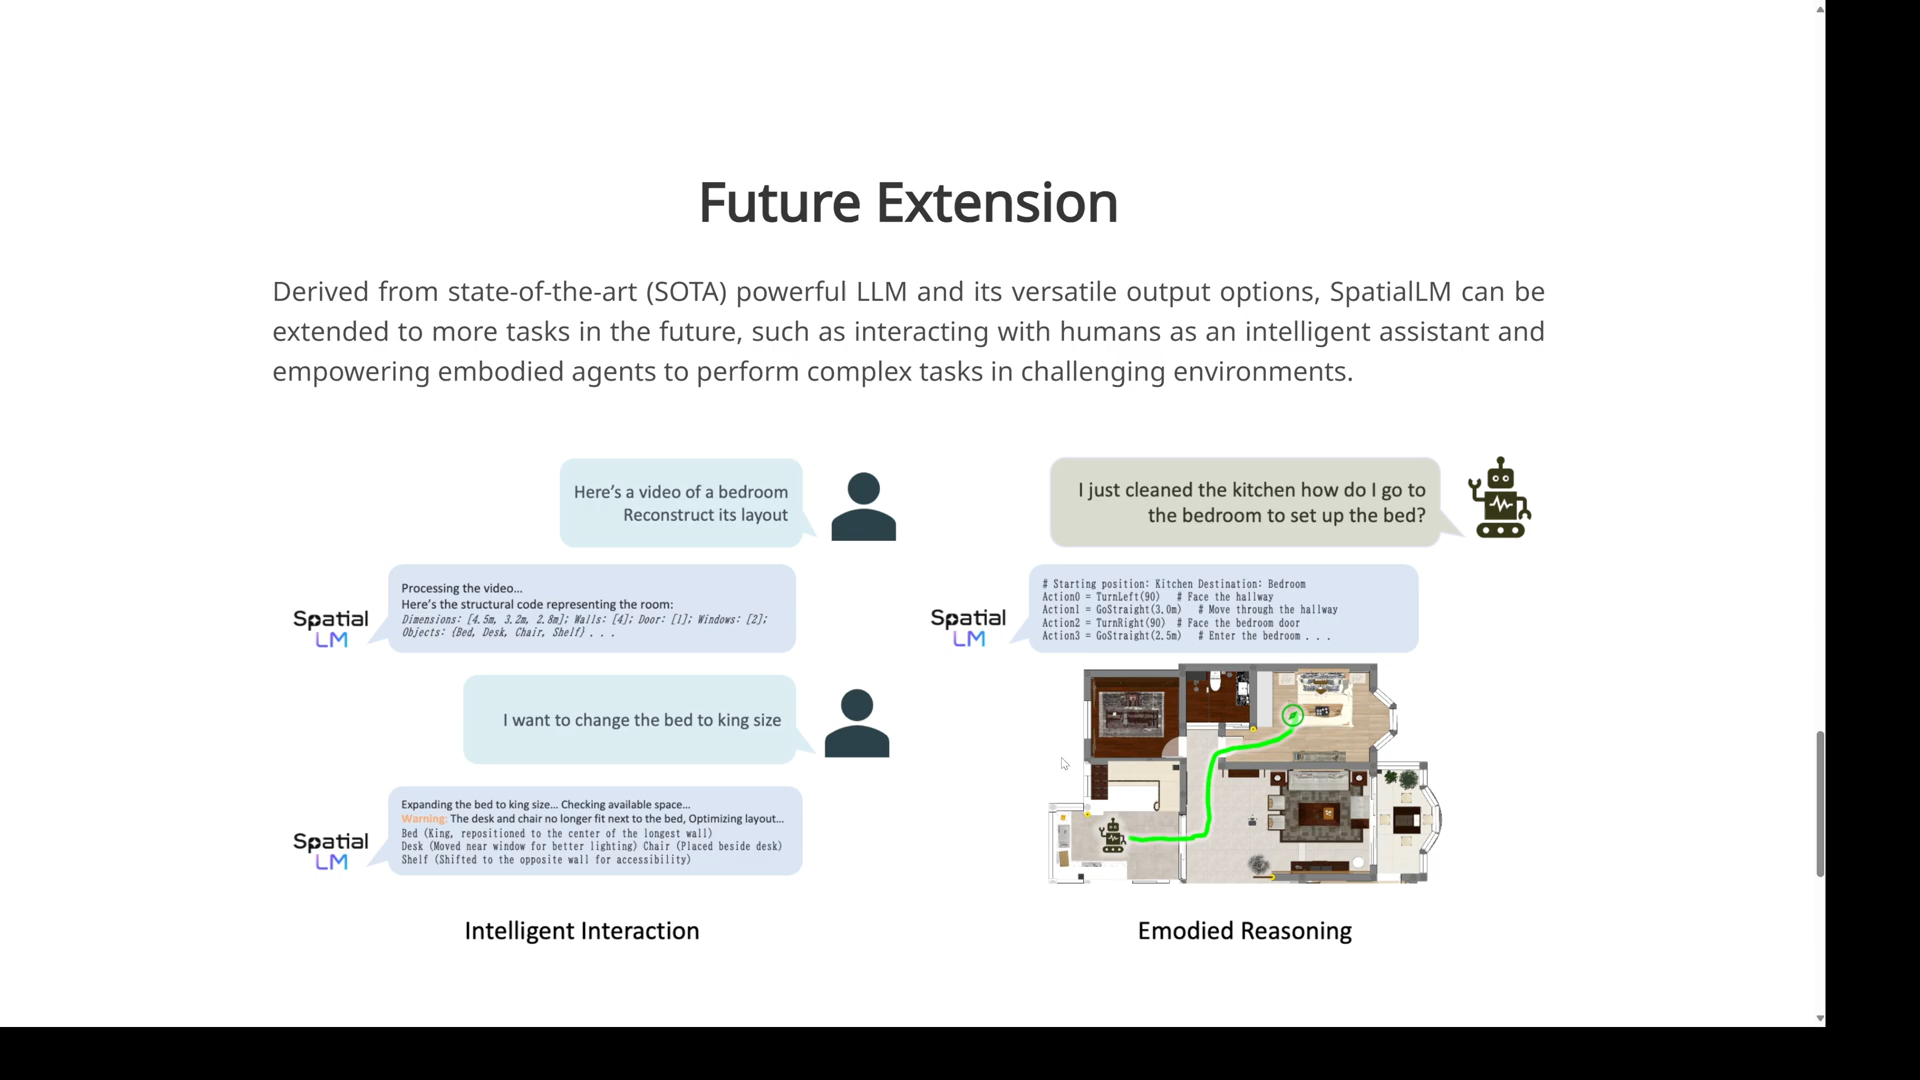 Future Extension
Derived from state-of-the-art (SOTA) powerful LLM and its versatile output options, SpatialLM can be
extended to more tasks in the future, such as interacting with humans as an intelligent assistant and
empowering embodied agents to perform complex tasks in challenging environments.
Here's a video of a bedroom
Reconstruct its layout
Spatial
LM
Processing the video...
Here's the structural code representing the room:
Dimensions: [4.5m, 3.2m, 2.8m]; Walls: [4]; Door: [1]; Windows: [2];
Objects: {Bed, Desk, Chair, Shelf} . . .
I want to change the bed to king size
Spatial
LM
Expanding the bed to king size... Checking available space...
Warning: The desk and chair no longer fit next to the bed, Optimizing layout...
Bed (King, repositioned to the center of the longest wall)
Desk (Moved near window for better lighting) Chair (Placed beside desk)
Shelf (Shifted to the opposite wall for accessibility)
Intelligent Interaction
I just cleaned the kitchen how do I go to
the bedroom to set up the bed?
Spatial
LM
# Starting position: Kitchen Destination: Bedroom
Action0 = TurnLeft(90) # Face the hallway
Action1 = GoStraight(3.0m) # Move through the hallway
Action2 = TurnRight(90) # Face the bedroom door
Action3 = GoStraight(2.5m) # Enter the bedroom . . .
Emodied Reasoning